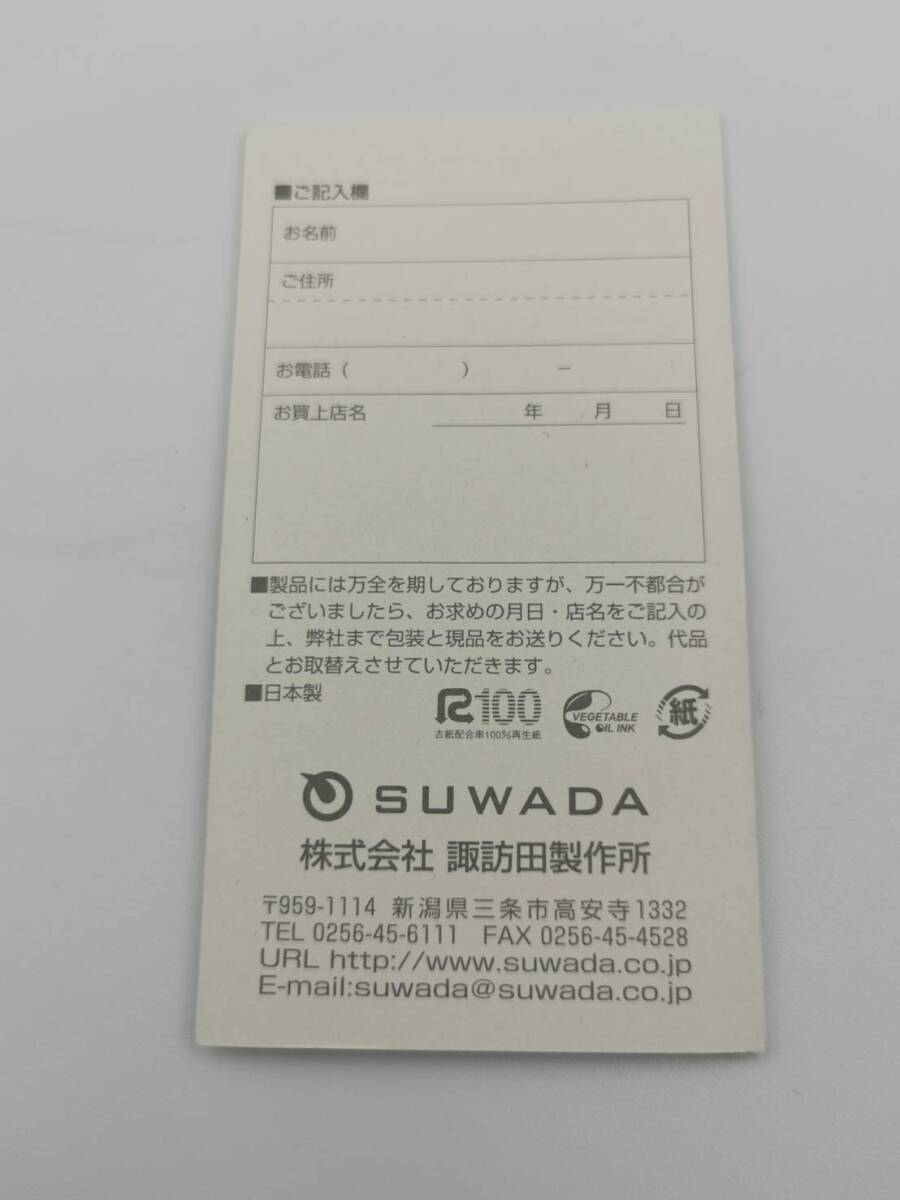 ■ご記入欄
お名前
ご住所
お電話（　　　）　　－
お買上店名　　　年　月　日
■製品には万全を期しておりますが、万一不都合が
ございましたら、お求めの月日・店名をご記入の
上、弊社まで包装と現品をお送りください。代品
とお取替えさせていただきます。
■日本製
R100
古紙配合率100%再生紙
VEGETABLE
OIL INK
紙
SUWADA
株式会社 諏訪田製作所
〒959-1114 新潟県三条市高安寺1332
TEL 0256-45-6111 FAX 0256-45-4528
URL http://www.suwada.co.jp
E-mail:suwada@suwada.co.jp